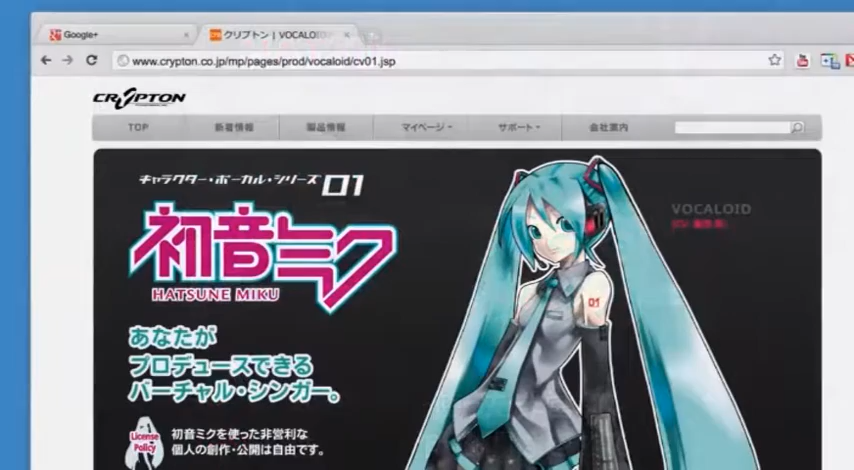 Google+
クリプトン | VOCALOID
www.crypton.co.jp/mp/pages/prod/vocaloid/cv01.jsp
CRYPTON
TOP 新着情報 製品情報 マイページ サポート 会社案内
キャラクター・ボーカル・シリーズ 01
初音ミク
HATSUNE MIKU
VOCALOID
01
あなたが
プロデュースできる
バーチャル・シンガー。
License
Policy
初音ミクを使った非営利な
個人の創作・公開は自由です。